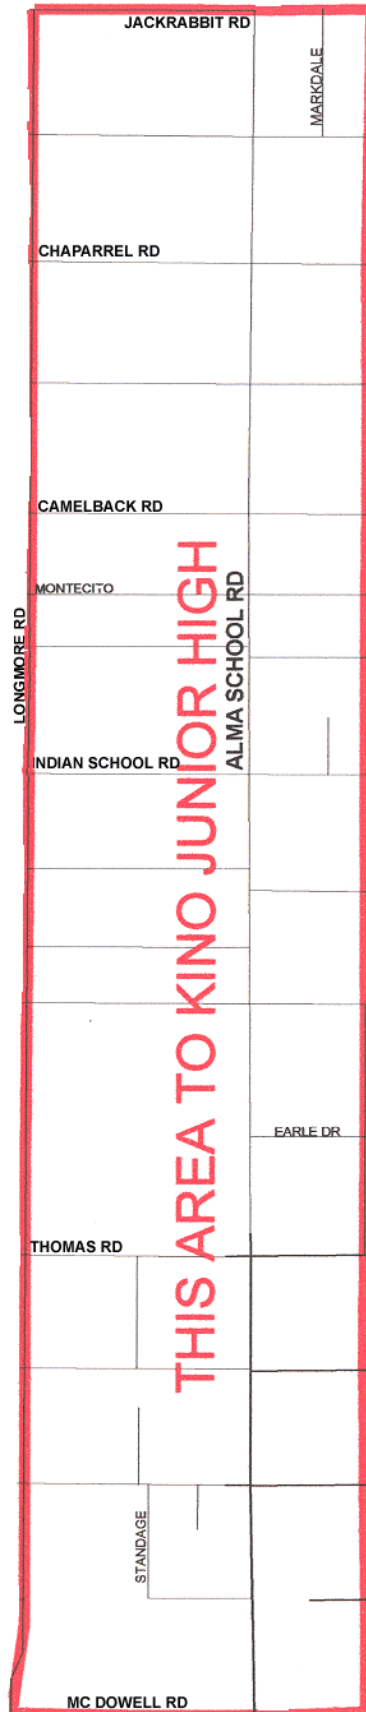 JACKRABBIT RD
MARKDALE
CHAPARREL RD
CAMELBACK RD
MONTECITO
LONGMORE RD
ALMA SCHOOL RD
THIS AREA TO KINO JUNIOR HIGH
INDIAN SCHOOL RD
EARLE DR
THOMAS RD
STANDAGE
MC DOWELL RD